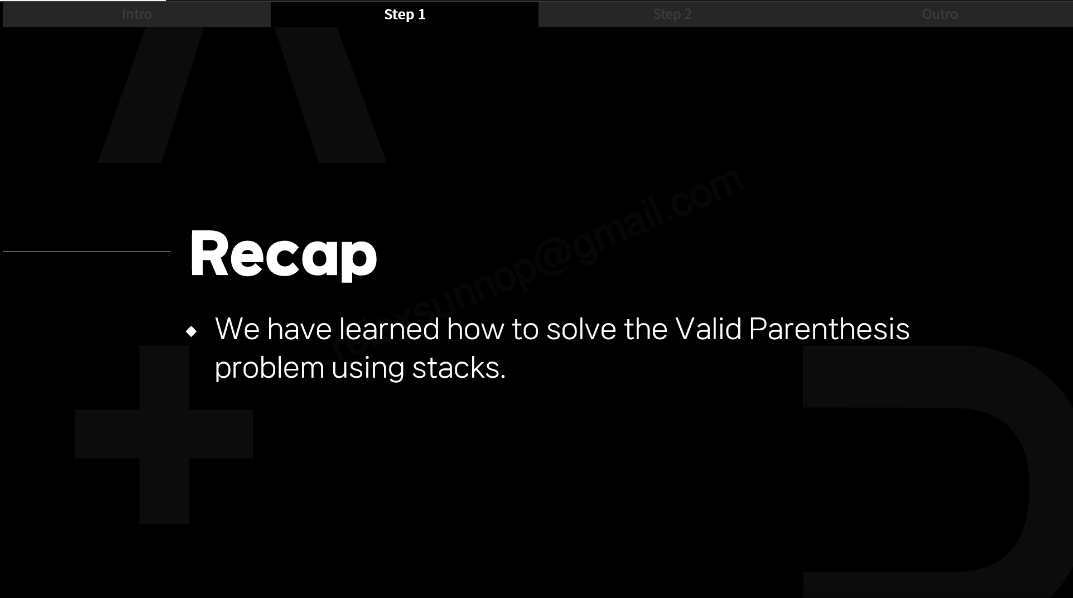 Intro
Step 1
Step 2
Outro
Recap
◆ We have learned how to solve the Valid Parenthesis
problem using stacks.